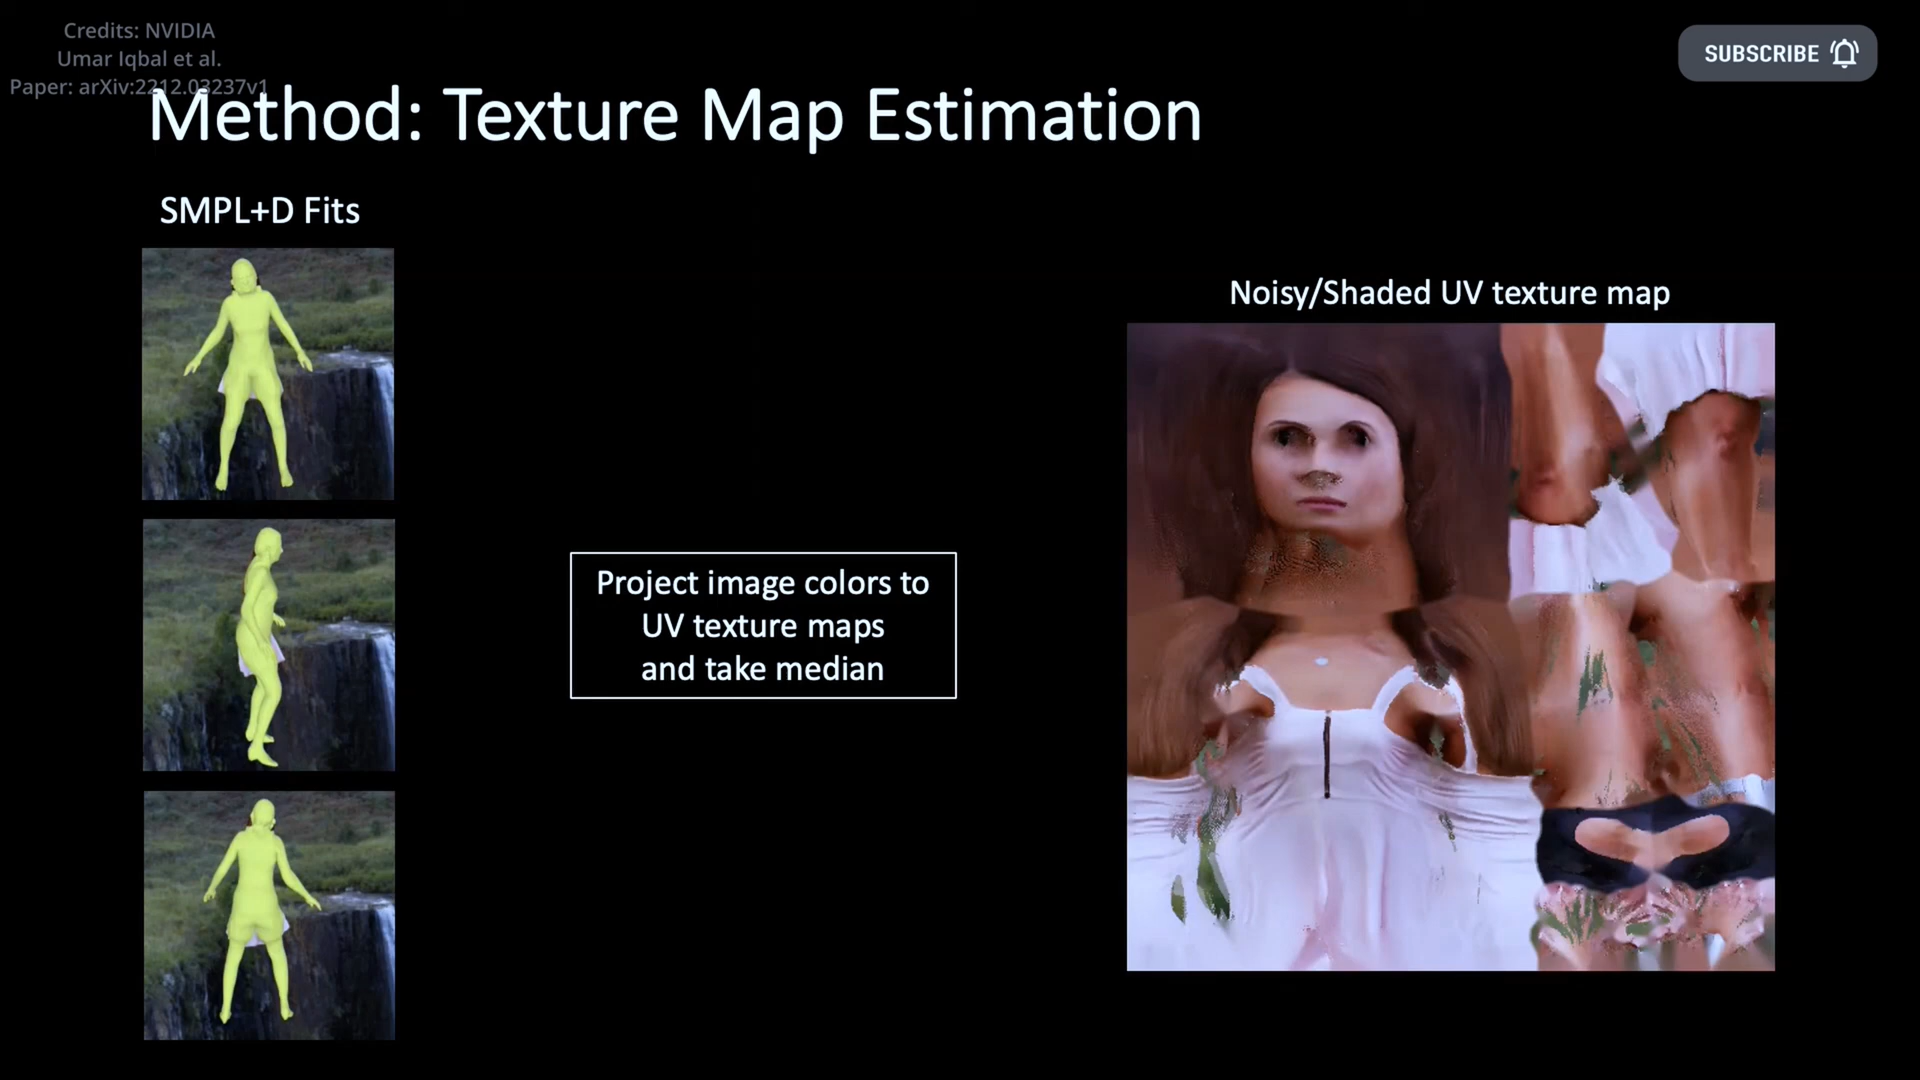 Credits: NVIDIA
Umar Iqbal et al.
Paper: arXiv:2212.03237v1
SUBSCRIBE
Method: Texture Map Estimation
SMPL+D Fits
Project image colors to
UV texture maps
and take median
Noisy/Shaded UV texture map